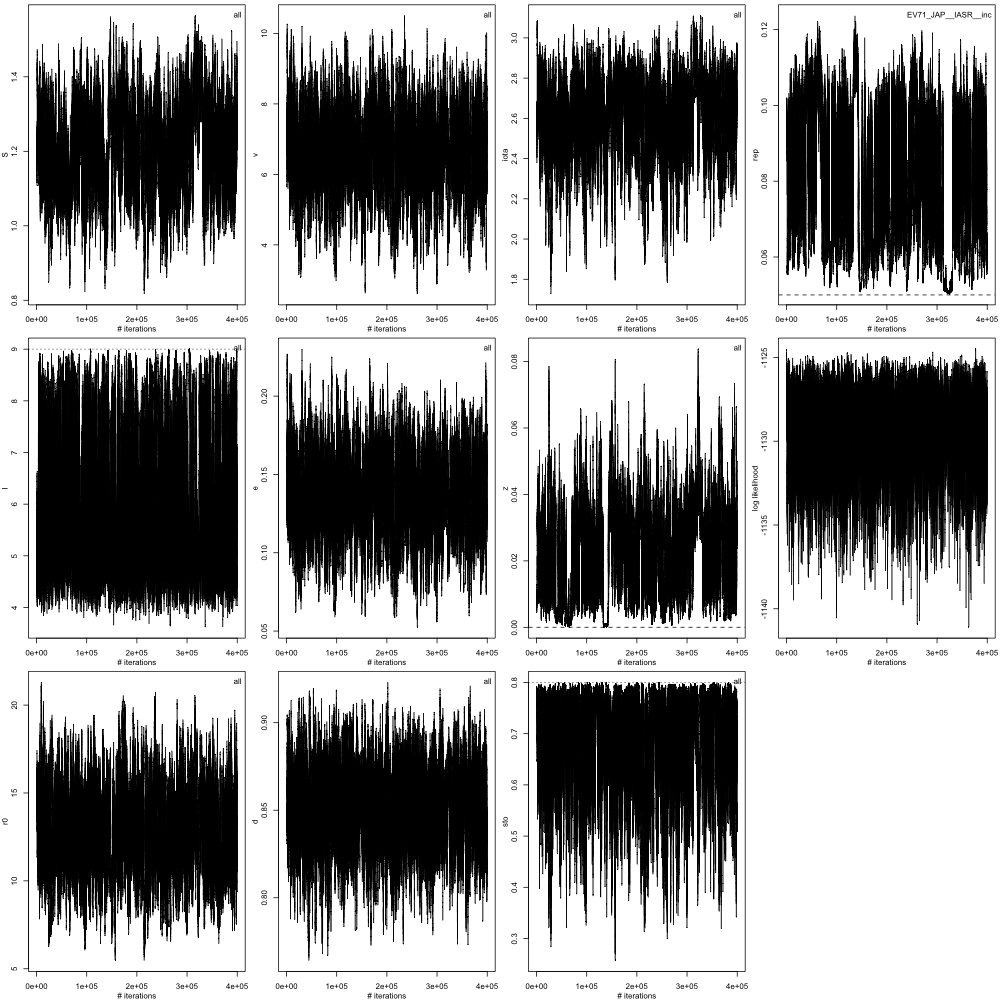 all
S
0.8 1.0 1.2 1.4
0e+00 1e+05 2e+05 3e+05 4e+05
# iterations
all
v
4 6 8 10
0e+00 1e+05 2e+05 3e+05 4e+05
# iterations
all
iota
1.8 2.0 2.2 2.4 2.6 2.8 3.0
0e+00 1e+05 2e+05 3e+05 4e+05
# iterations
EV71_JAP__IASR__inc
rep
0.06 0.08 0.10 0.12
0e+00 1e+05 2e+05 3e+05 4e+05
# iterations
all
l
4 5 6 7 8 9
0e+00 1e+05 2e+05 3e+05 4e+05
# iterations
all
e
0.05 0.10 0.15 0.20
0e+00 1e+05 2e+05 3e+05 4e+05
# iterations
all
z
0.00 0.02 0.04 0.06 0.08
0e+00 1e+05 2e+05 3e+05 4e+05
# iterations
log likelihood
-1140 -1135 -1130 -1125
0e+00 1e+05 2e+05 3e+05 4e+05
# iterations
all
r0
5 10 15 20
0e+00 1e+05 2e+05 3e+05 4e+05
# iterations
all
d
0.80 0.85 0.90
0e+00 1e+05 2e+05 3e+05 4e+05
# iterations
all
sto
0.3 0.4 0.5 0.6 0.7 0.8
0e+00 1e+05 2e+05 3e+05 4e+05
# iterations